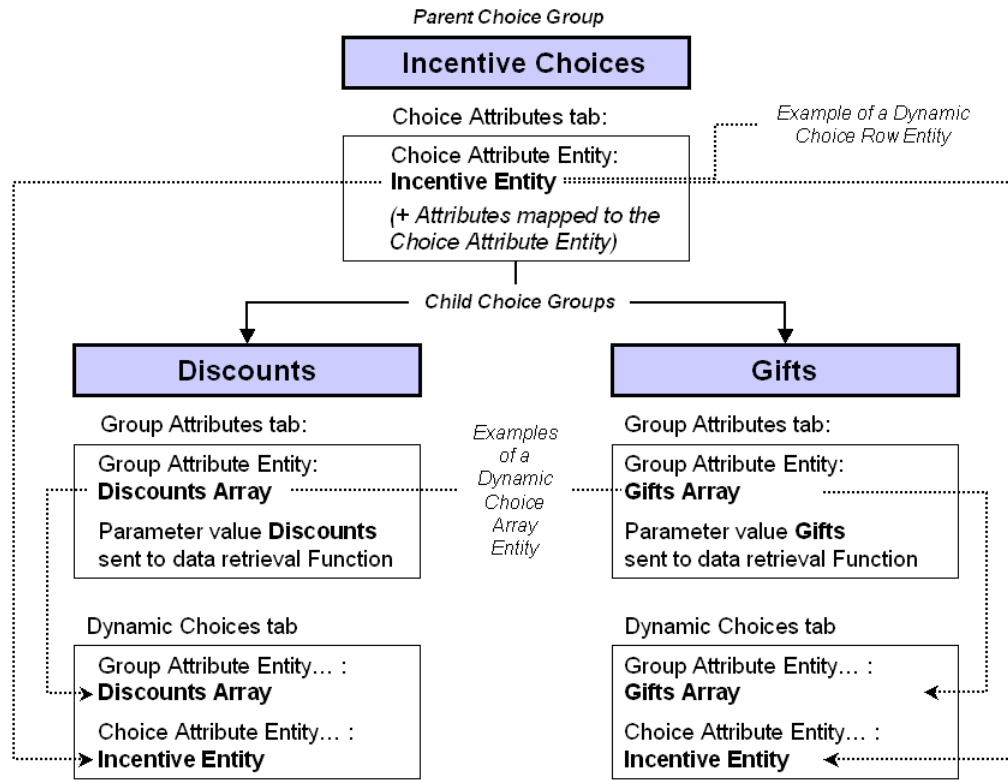 Parent Choice Group
Incentive Choices
Choice Attributes tab:
Example of a Dynamic
Choice Row Entity
Choice Attribute Entity:
Incentive Entity
(+ Attributes mapped to the
Choice Attribute Entity)
Child Choice Groups
Discounts
Group Attributes tab:
Group Attribute Entity:
Discounts Array
Parameter value Discounts
sent to data retrieval Function
Examples
of a
Dynamic
Choice
Array
Entity
Gifts
Group Attributes tab:
Group Attribute Entity:
Gifts Array
Parameter value Gifts
sent to data retrieval Function
Dynamic Choices tab
Group Attribute Entity… :
Discounts Array
Choice Attribute Entity… :
Incentive Entity
Dynamic Choices tab
Group Attribute Entity… :
Gifts Array
Choice Attribute Entity… :
Incentive Entity